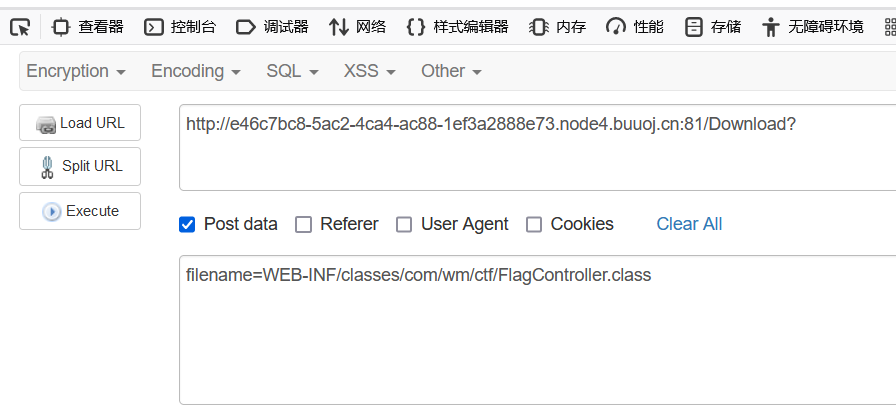 查看器 控制台 调试器 网络 {} 样式编辑器 内存 性能 存储 无障碍环境
Encryption Encoding SQL XSS Other
Load URL
http://e46c7bc8-5ac2-4ca4-ac88-1ef3a2888e73.node4.buuoj.cn:81/Download?
Split URL
Execute
Post data Referer User Agent Cookies Clear All
filename=WEB-INF/classes/com/wm/ctf/FlagController.class